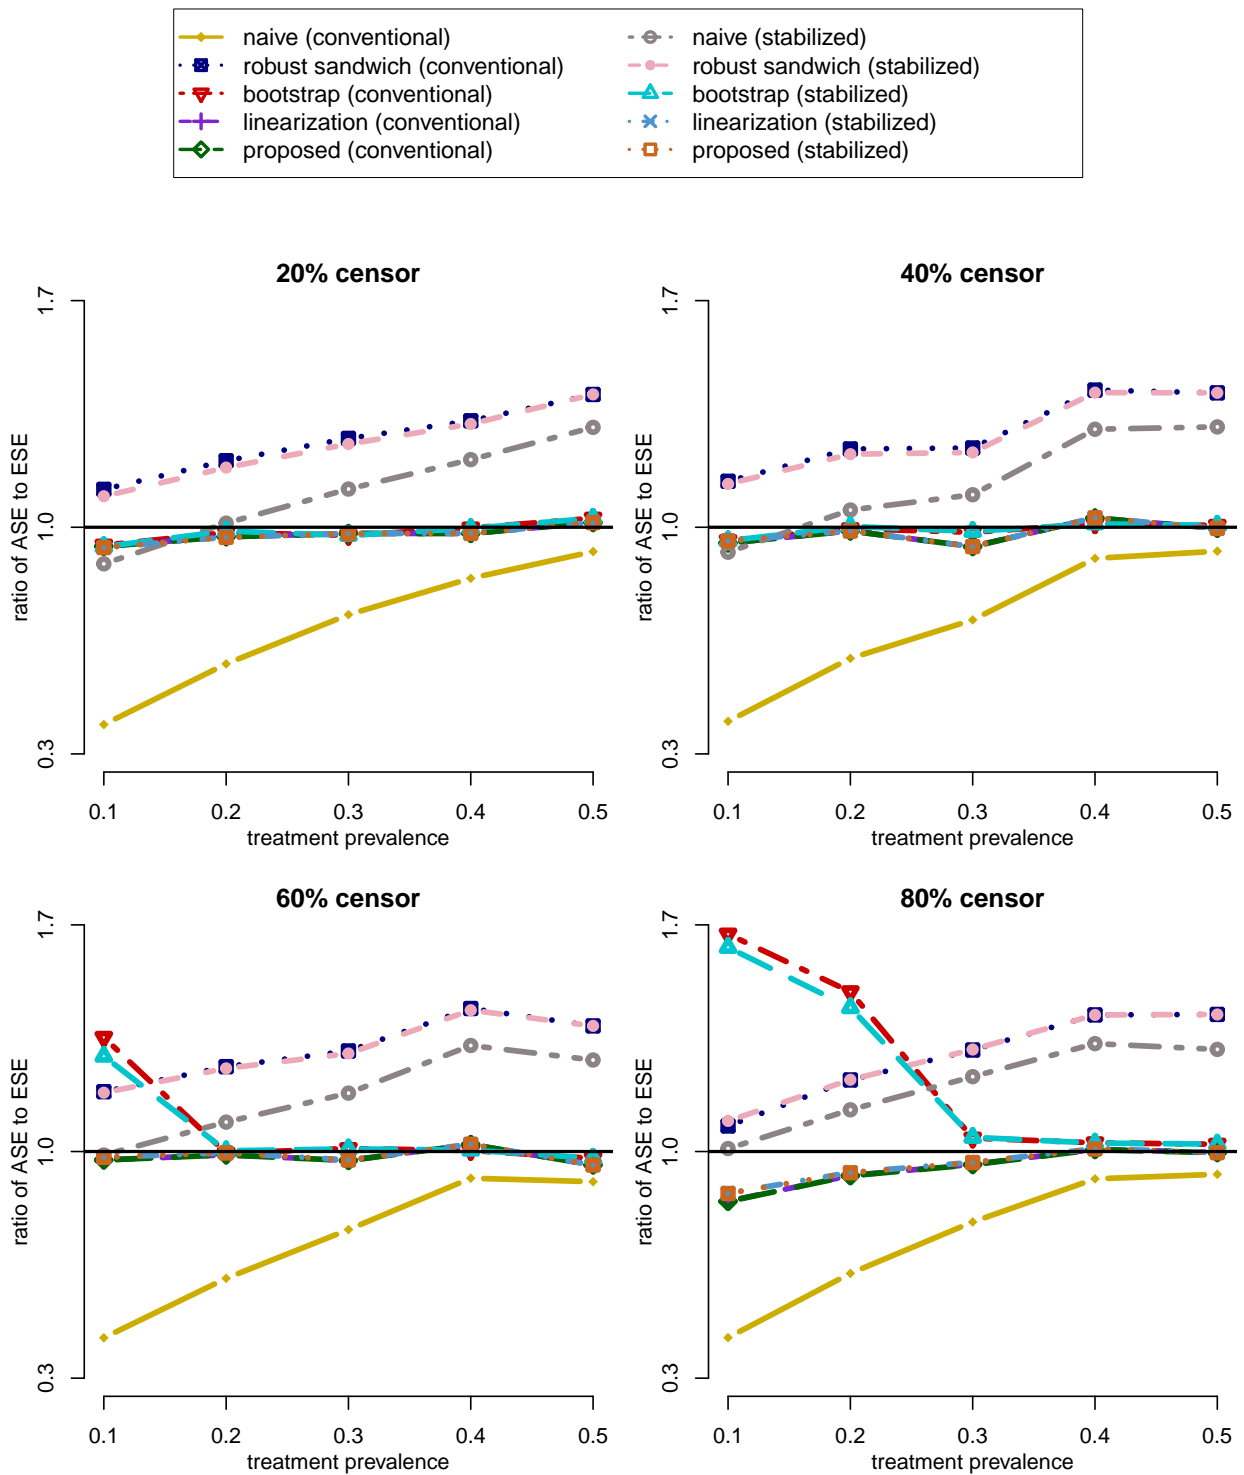 naive (conventional)
robust sandwich (conventional)
bootstrap (conventional)
linearization (conventional)
proposed (conventional)
naive (stabilized)
robust sandwich (stabilized)
bootstrap (stabilized)
linearization (stabilized)
proposed (stabilized)
20% censor
ratio of ASE to ESE
1.7
1.0
0.3
0.1 0.2 0.3 0.4 0.5
treatment prevalence
40% censor
ratio of ASE to ESE
1.7
1.0
0.3
0.1 0.2 0.3 0.4 0.5
treatment prevalence
60% censor
ratio of ASE to ESE
1.7
1.0
0.3
0.1 0.2 0.3 0.4 0.5
treatment prevalence
80% censor
ratio of ASE to ESE
1.7
1.0
0.3
0.1 0.2 0.3 0.4 0.5
treatment prevalence